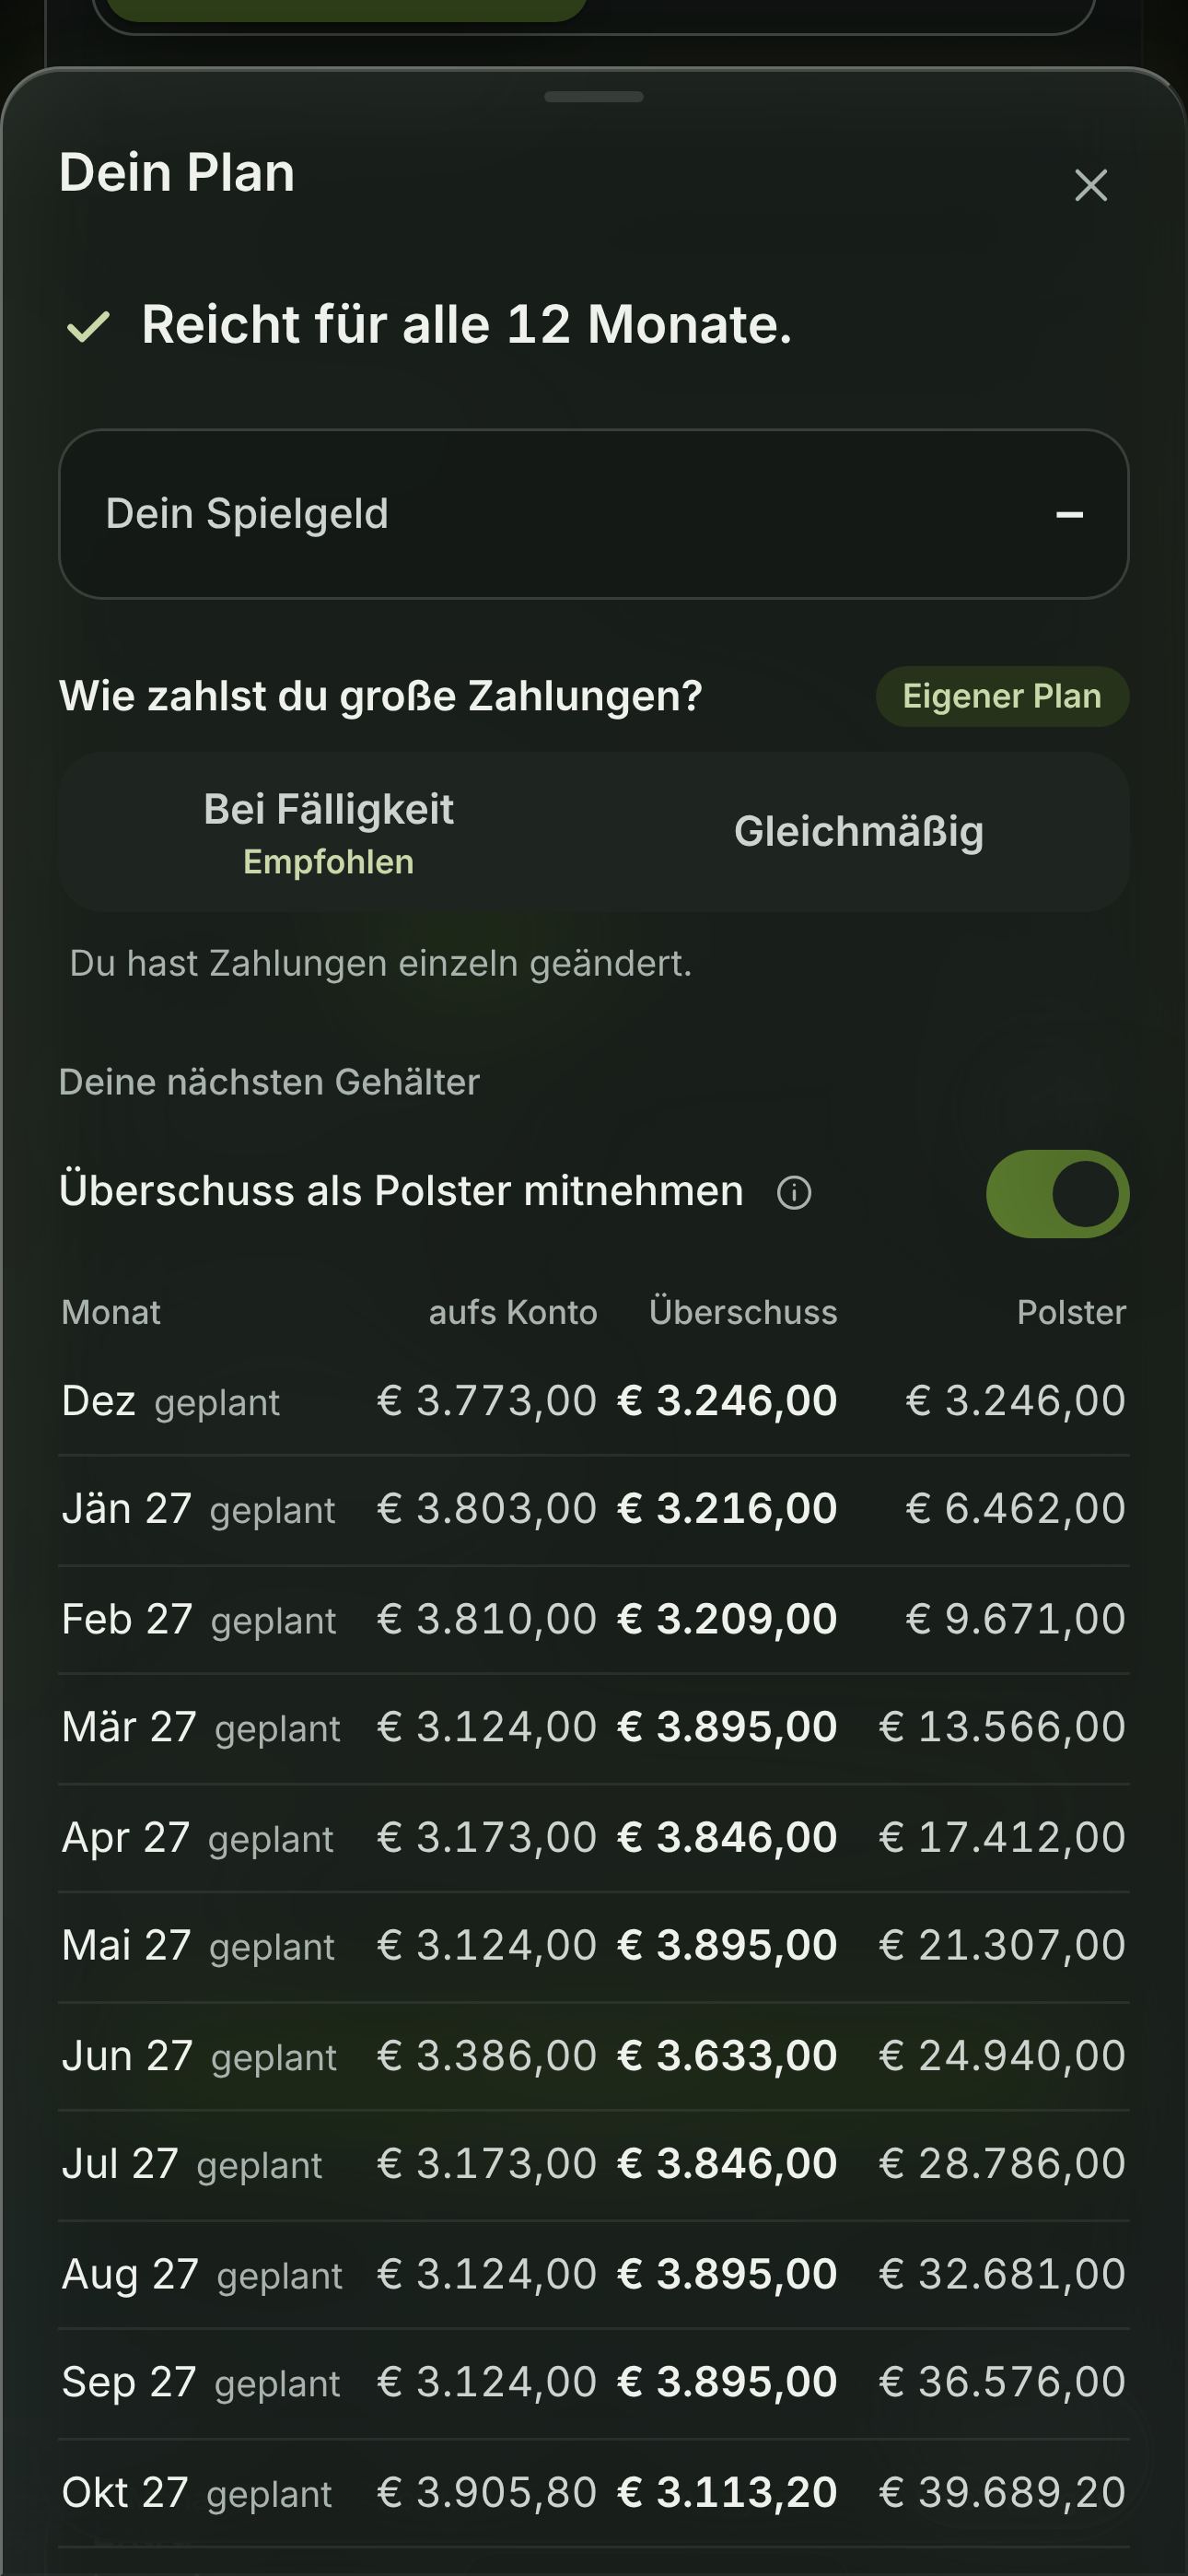 Dein Plan
Reicht für alle 12 Monate.
Dein Spielgeld –
Wie zahlst du große Zahlungen? Eigener Plan
Bei Fälligkeit
Empfohlen
Gleichmäßig
Du hast Zahlungen einzeln geändert.
Deine nächsten Gehälter
Überschuss als Polster mitnehmen
Monat aufs Konto Überschuss Polster
Dez geplant € 3.773,00 € 3.246,00 € 3.246,00
Jän 27 geplant € 3.803,00 € 3.216,00 € 6.462,00
Feb 27 geplant € 3.810,00 € 3.209,00 € 9.671,00
Mär 27 geplant € 3.124,00 € 3.895,00 € 13.566,00
Apr 27 geplant € 3.173,00 € 3.846,00 € 17.412,00
Mai 27 geplant € 3.124,00 € 3.895,00 € 21.307,00
Jun 27 geplant € 3.386,00 € 3.633,00 € 24.940,00
Jul 27 geplant € 3.173,00 € 3.846,00 € 28.786,00
Aug 27 geplant € 3.124,00 € 3.895,00 € 32.681,00
Sep 27 geplant € 3.124,00 € 3.895,00 € 36.576,00
Okt 27 geplant € 3.905,80 € 3.113,20 € 39.689,20